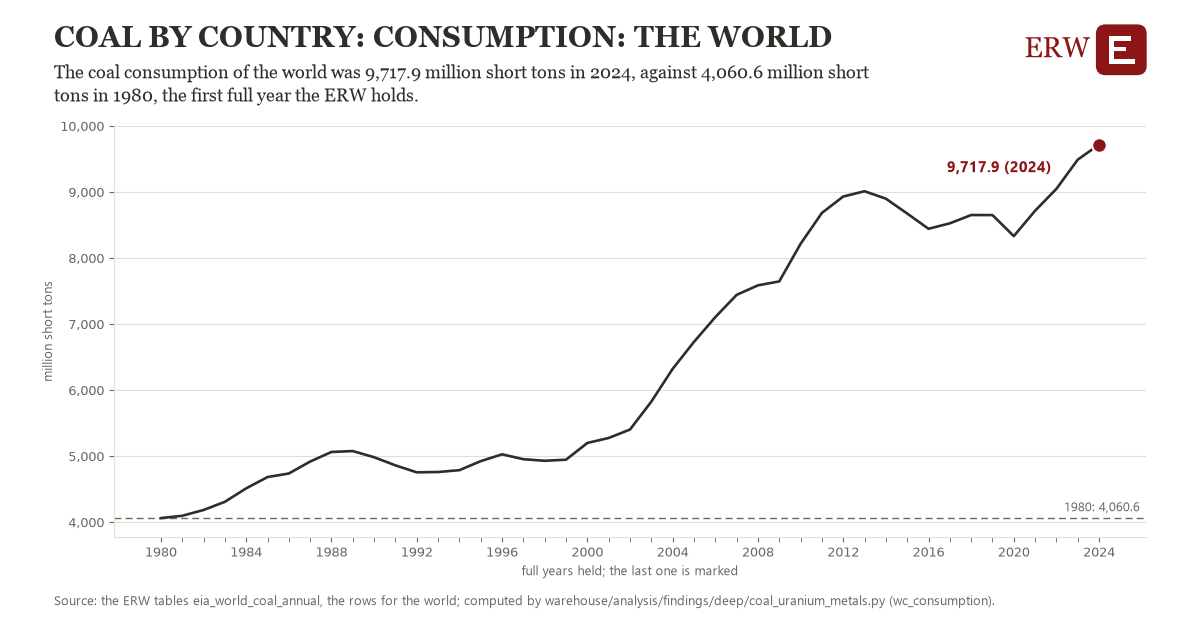 COAL BY COUNTRY: CONSUMPTION: THE WORLD
ERW E
The coal consumption of the world was 9,717.9 million short tons in 2024, against 4,060.6 million short
tons in 1980, the first full year the ERW holds.
10,000
9,000
8,000
7,000
6,000
5,000
4,000
million short tons
9,717.9 (2024)
1980: 4,060.6
1980 1984 1988 1992 1996 2000 2004 2008 2012 2016 2020 2024
full years held; the last one is marked
Source: the ERW tables eia_world_coal_annual, the rows for the world; computed by warehouse/analysis/findings/deep/coal_uranium_metals.py (wc_consumption).